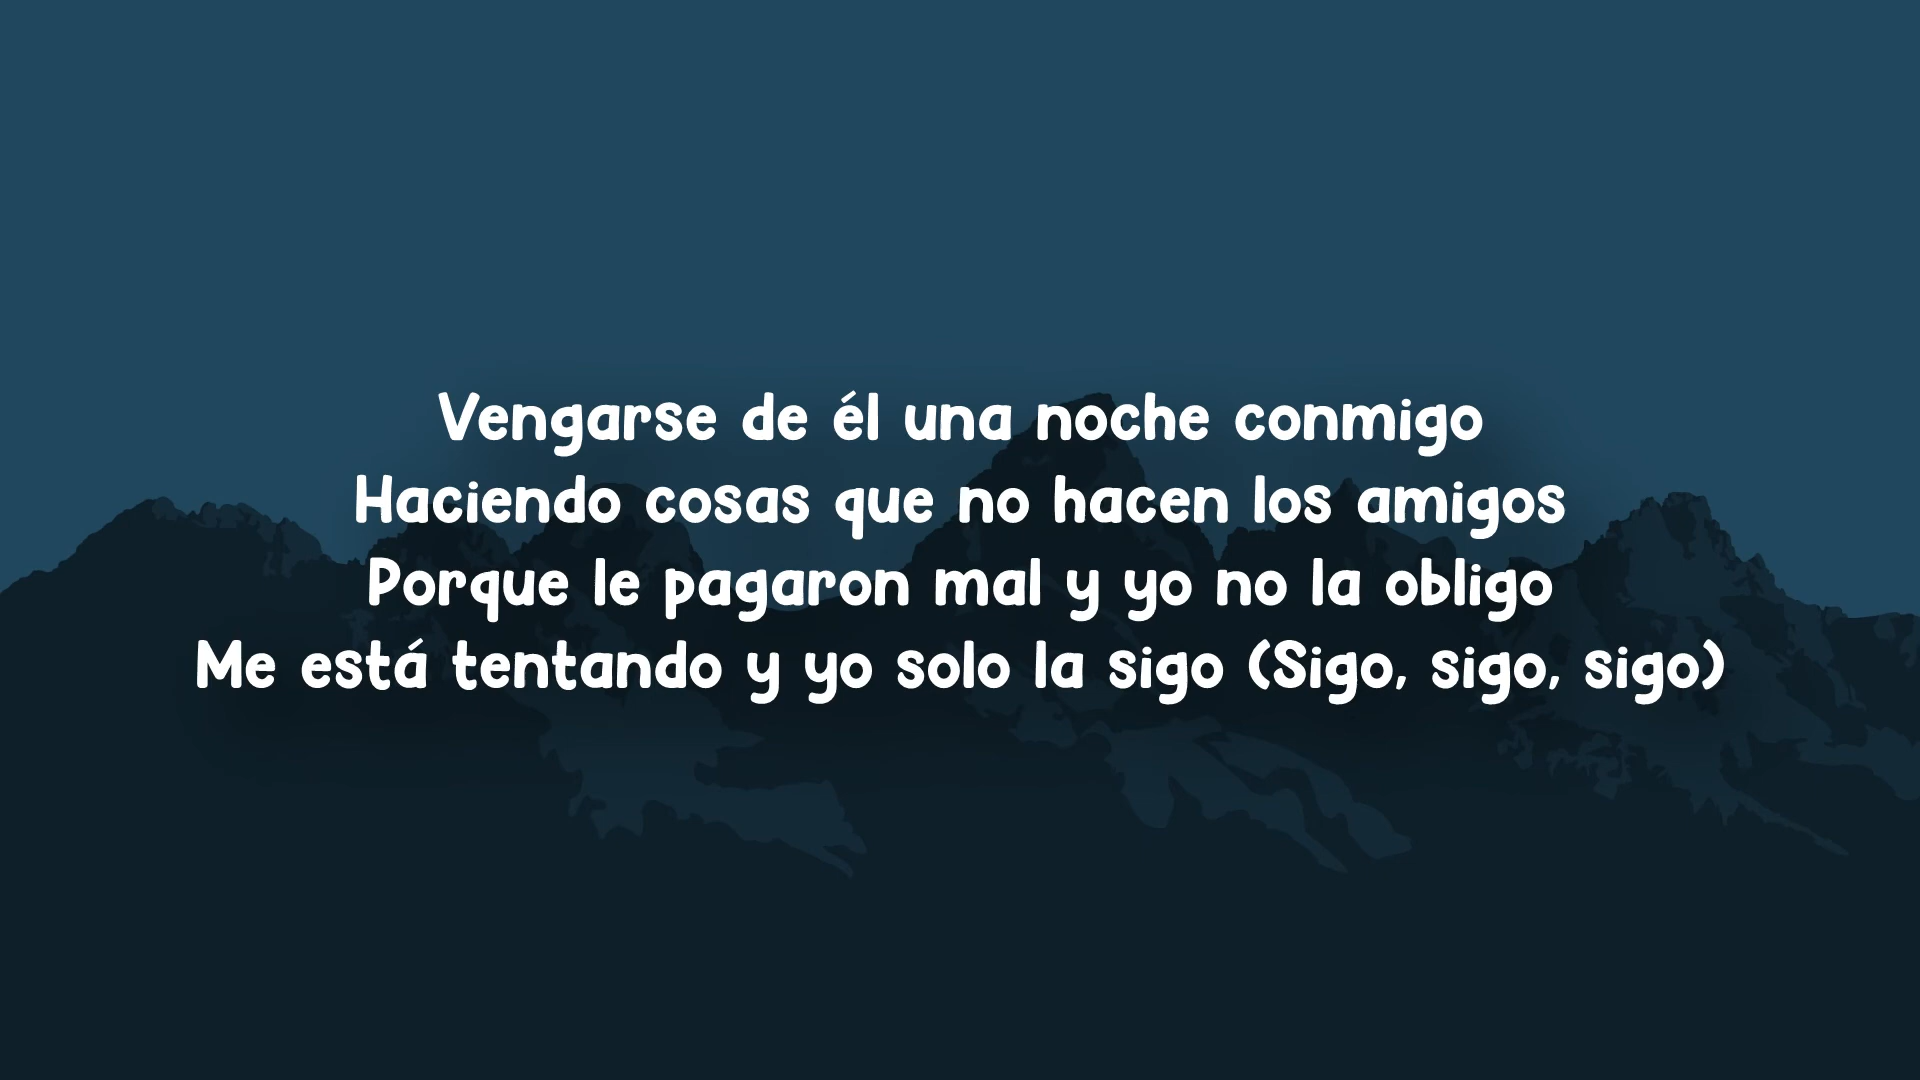 Vengarse de él una noche conmigo
Haciendo cosas que no hacen los amigos
Porque le pagaron mal y yo no la obligo
Me está tentando y yo solo la sigo (Sigo, sigo, sigo)